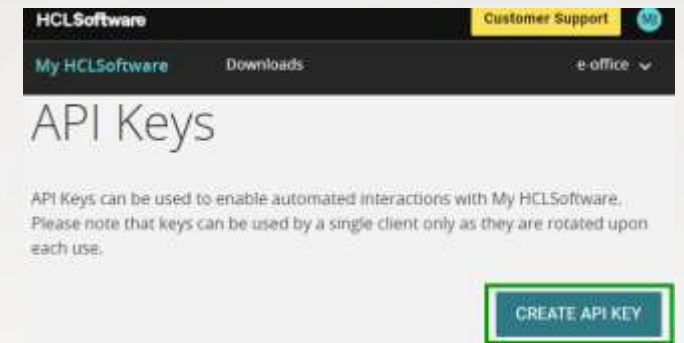 HCLSoftware
Customer Support
My HCLSoftware
Downloads
e-office
API Keys
API Keys can be used to enable automated interactions with My HCLSoftware.
Please note that keys can be used by a single client only as they are rotated upon
each use.
CREATE API KEY